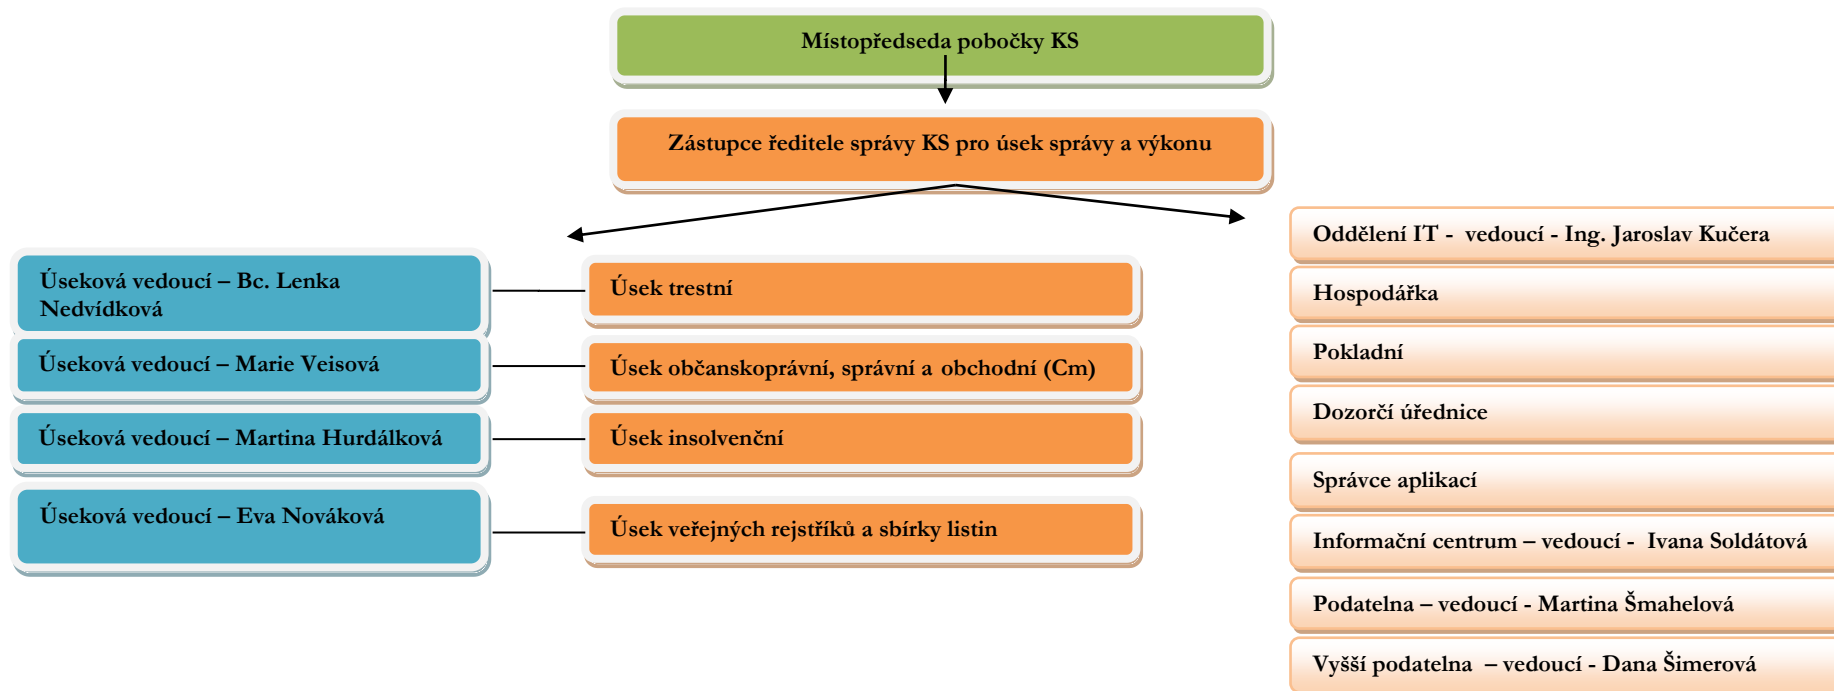 Místopředseda pobočky KS
Zástupce ředitele správy KS pro úsek správy a výkonu
Úseková vedoucí – Bc. Lenka
Nedvídková
Úsek trestní
Úseková vedoucí – Marie Veisová
Úsek občanskoprávní, správní a obchodní (Cm)
Úseková vedoucí – Martina Hurdálková
Úsek insolvenční
Úseková vedoucí – Eva Nováková
Úsek veřejných rejstříků a sbírky listin
Oddělení IT - vedoucí - Ing. Jaroslav Kučera
Hospodářka
Pokladní
Dozorčí úřednice
Správce aplikací
Informační centrum – vedoucí - Ivana Soldátová
Podatelna – vedoucí - Martina Šmahelová
Vyšší podatelna – vedoucí - Dana Šimerová